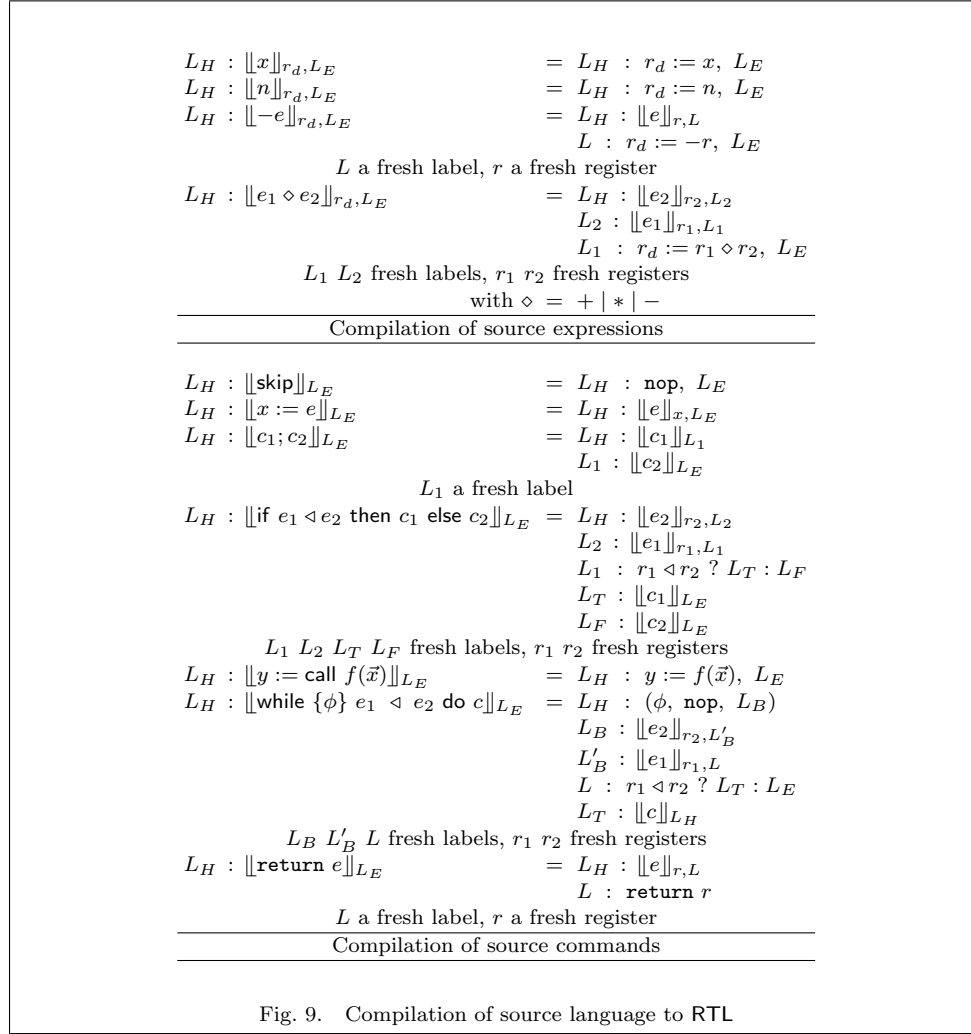 L_H : ⌊⌊x⌋⌋_{r_d,L_E} = L_H : r_d := x, L_E
L_H : ⌊⌊n⌋⌋_{r_d,L_E} = L_H : r_d := n, L_E
L_H : ⌊⌊−e⌋⌋_{r_d,L_E} = L_H : ⌊⌊e⌋⌋_{r,L}
L : r_d := −r, L_E
L a fresh label, r a fresh register
L_H : ⌊⌊e_1 ⋄ e_2⌋⌋_{r_d,L_E} = L_H : ⌊⌊e_2⌋⌋_{r_2,L_2}
L_2 : ⌊⌊e_1⌋⌋_{r_1,L_1}
L_1 : r_d := r_1 ⋄ r_2, L_E
L_1 L_2 fresh labels, r_1 r_2 fresh registers
with ⋄ = + | ∗ | −
Compilation of source expressions
L_H : ⌊⌊skip⌋⌋_{L_E} = L_H : nop, L_E
L_H : ⌊⌊x := e⌋⌋_{L_E} = L_H : ⌊⌊e⌋⌋_{x,L_E}
L_H : ⌊⌊c_1; c_2⌋⌋_{L_E} = L_H : ⌊⌊c_1⌋⌋_{L_1}
L_1 : ⌊⌊c_2⌋⌋_{L_E}
L_1 a fresh label
L_H : ⌊⌊if e_1 ◁ e_2 then c_1 else c_2⌋⌋_{L_E} = L_H : ⌊⌊e_2⌋⌋_{r_2,L_2}
L_2 : ⌊⌊e_1⌋⌋_{r_1,L_1}
L_1 : r_1 ◁ r_2 ? L_T : L_F
L_T : ⌊⌊c_1⌋⌋_{L_E}
L_F : ⌊⌊c_2⌋⌋_{L_E}
L_1 L_2 L_T L_F fresh labels, r_1 r_2 fresh registers
L_H : ⌊⌊y := call f(\vec{x})⌋⌋_{L_E} = L_H : y := f(\vec{x}), L_E
L_H : ⌊⌊while {ϕ} e_1 ◁ e_2 do c⌋⌋_{L_E} = L_H : (ϕ, nop, L_B)
L_B : ⌊⌊e_2⌋⌋_{r_2,L'_B}
L'_B : ⌊⌊e_1⌋⌋_{r_1,L}
L : r_1 ◁ r_2 ? L_T : L_E
L_T : ⌊⌊c⌋⌋_{L_H}
L_B L'_B L fresh labels, r_1 r_2 fresh registers
L_H : ⌊⌊return e⌋⌋_{L_E} = L_H : ⌊⌊e⌋⌋_{r,L}
L : return r
L a fresh label, r a fresh register
Compilation of source commands
Fig. 9. Compilation of source language to RTL